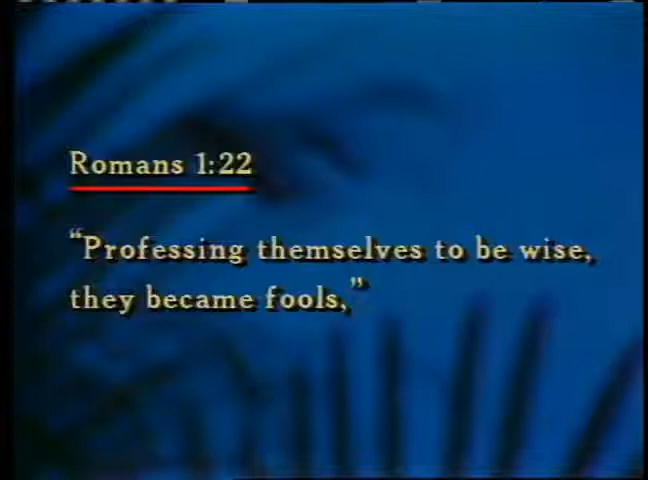 Romans 1:22
“Professing themselves to be wise,
they became fools,”